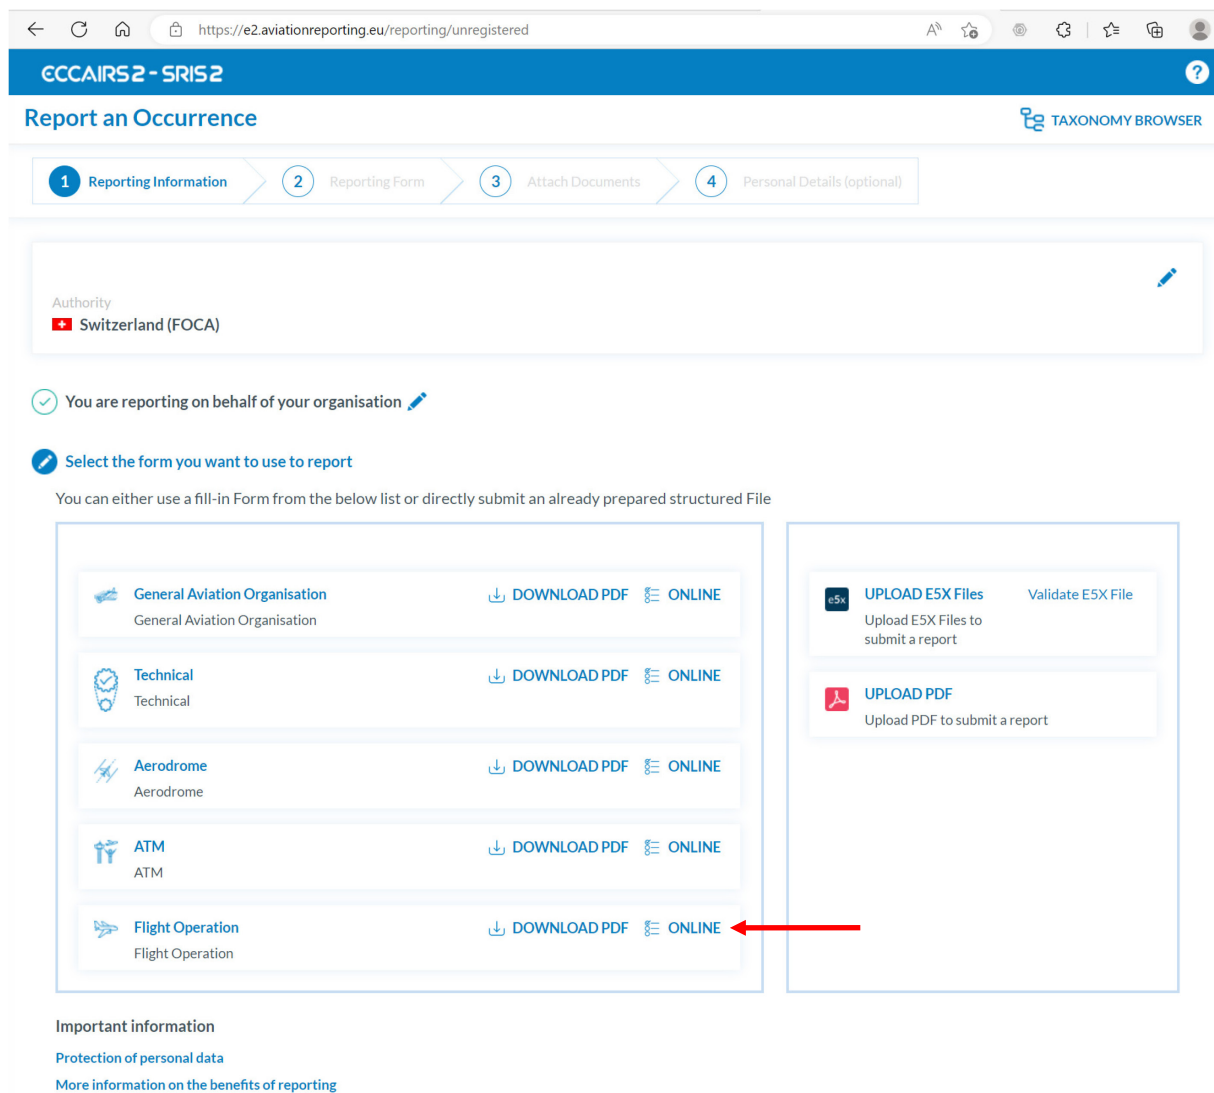 https://e2.aviationreporting.eu/reporting/unregistered
ECCAIRS 2 - SRIS 2
?
Report an Occurrence
TAXONOMY BROWSER
1 Reporting Information
2 Reporting Form
3 Attach Documents
4 Personal Details (optional)
Authority
Switzerland (FOCA)
You are reporting on behalf of your organisation
Select the form you want to use to report
You can either use a fill-in Form from the below list or directly submit an already prepared structured File
General Aviation Organisation
DOWNLOAD PDF
ONLINE
General Aviation Organisation
Technical
DOWNLOAD PDF
ONLINE
Technical
Aerodrome
DOWNLOAD PDF
ONLINE
Aerodrome
ATM
DOWNLOAD PDF
ONLINE
ATM
Flight Operation
DOWNLOAD PDF
ONLINE
Flight Operation
e5x
UPLOAD E5X Files
Validate E5X File
Upload E5X Files to
submit a report
UPLOAD PDF
Upload PDF to submit a report
Important information
Protection of personal data
More information on the benefits of reporting